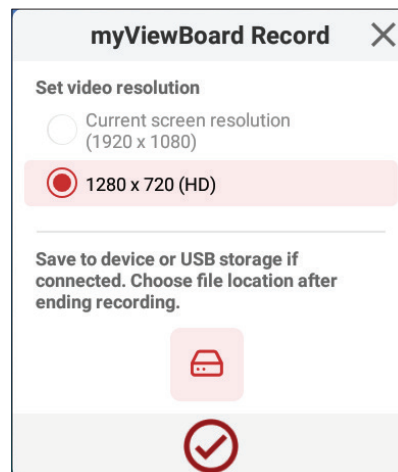 myViewBoard Record
Set video resolution
Current screen resolution
(1920 x 1080)
1280 x 720 (HD)
Save to device or USB storage if
connected. Choose file location after
ending recording.